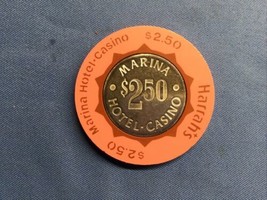 $2.50
Harrah's
$2.50
Marina Hotel-Casino
MARINA
$2.50
HOTEL-CASINO